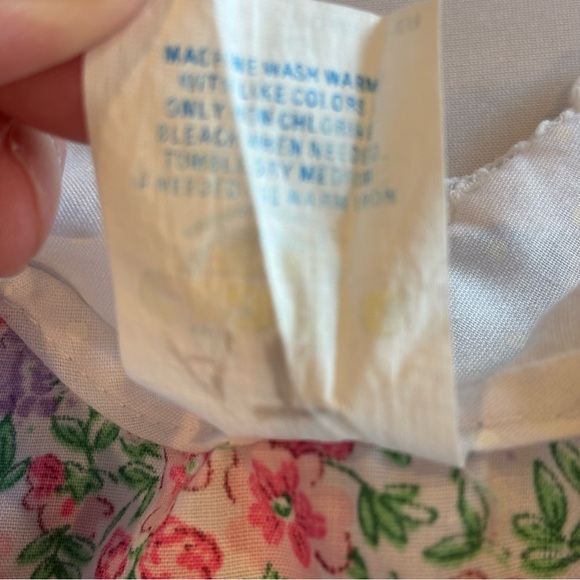 MACHINE WASH WARM
WITH LIKE COLORS
ONLY NON CHLORINE
BLEACH WHEN NEEDED.
TUMBLE DRY MEDIUM
IF NEEDED USE WARM IRON